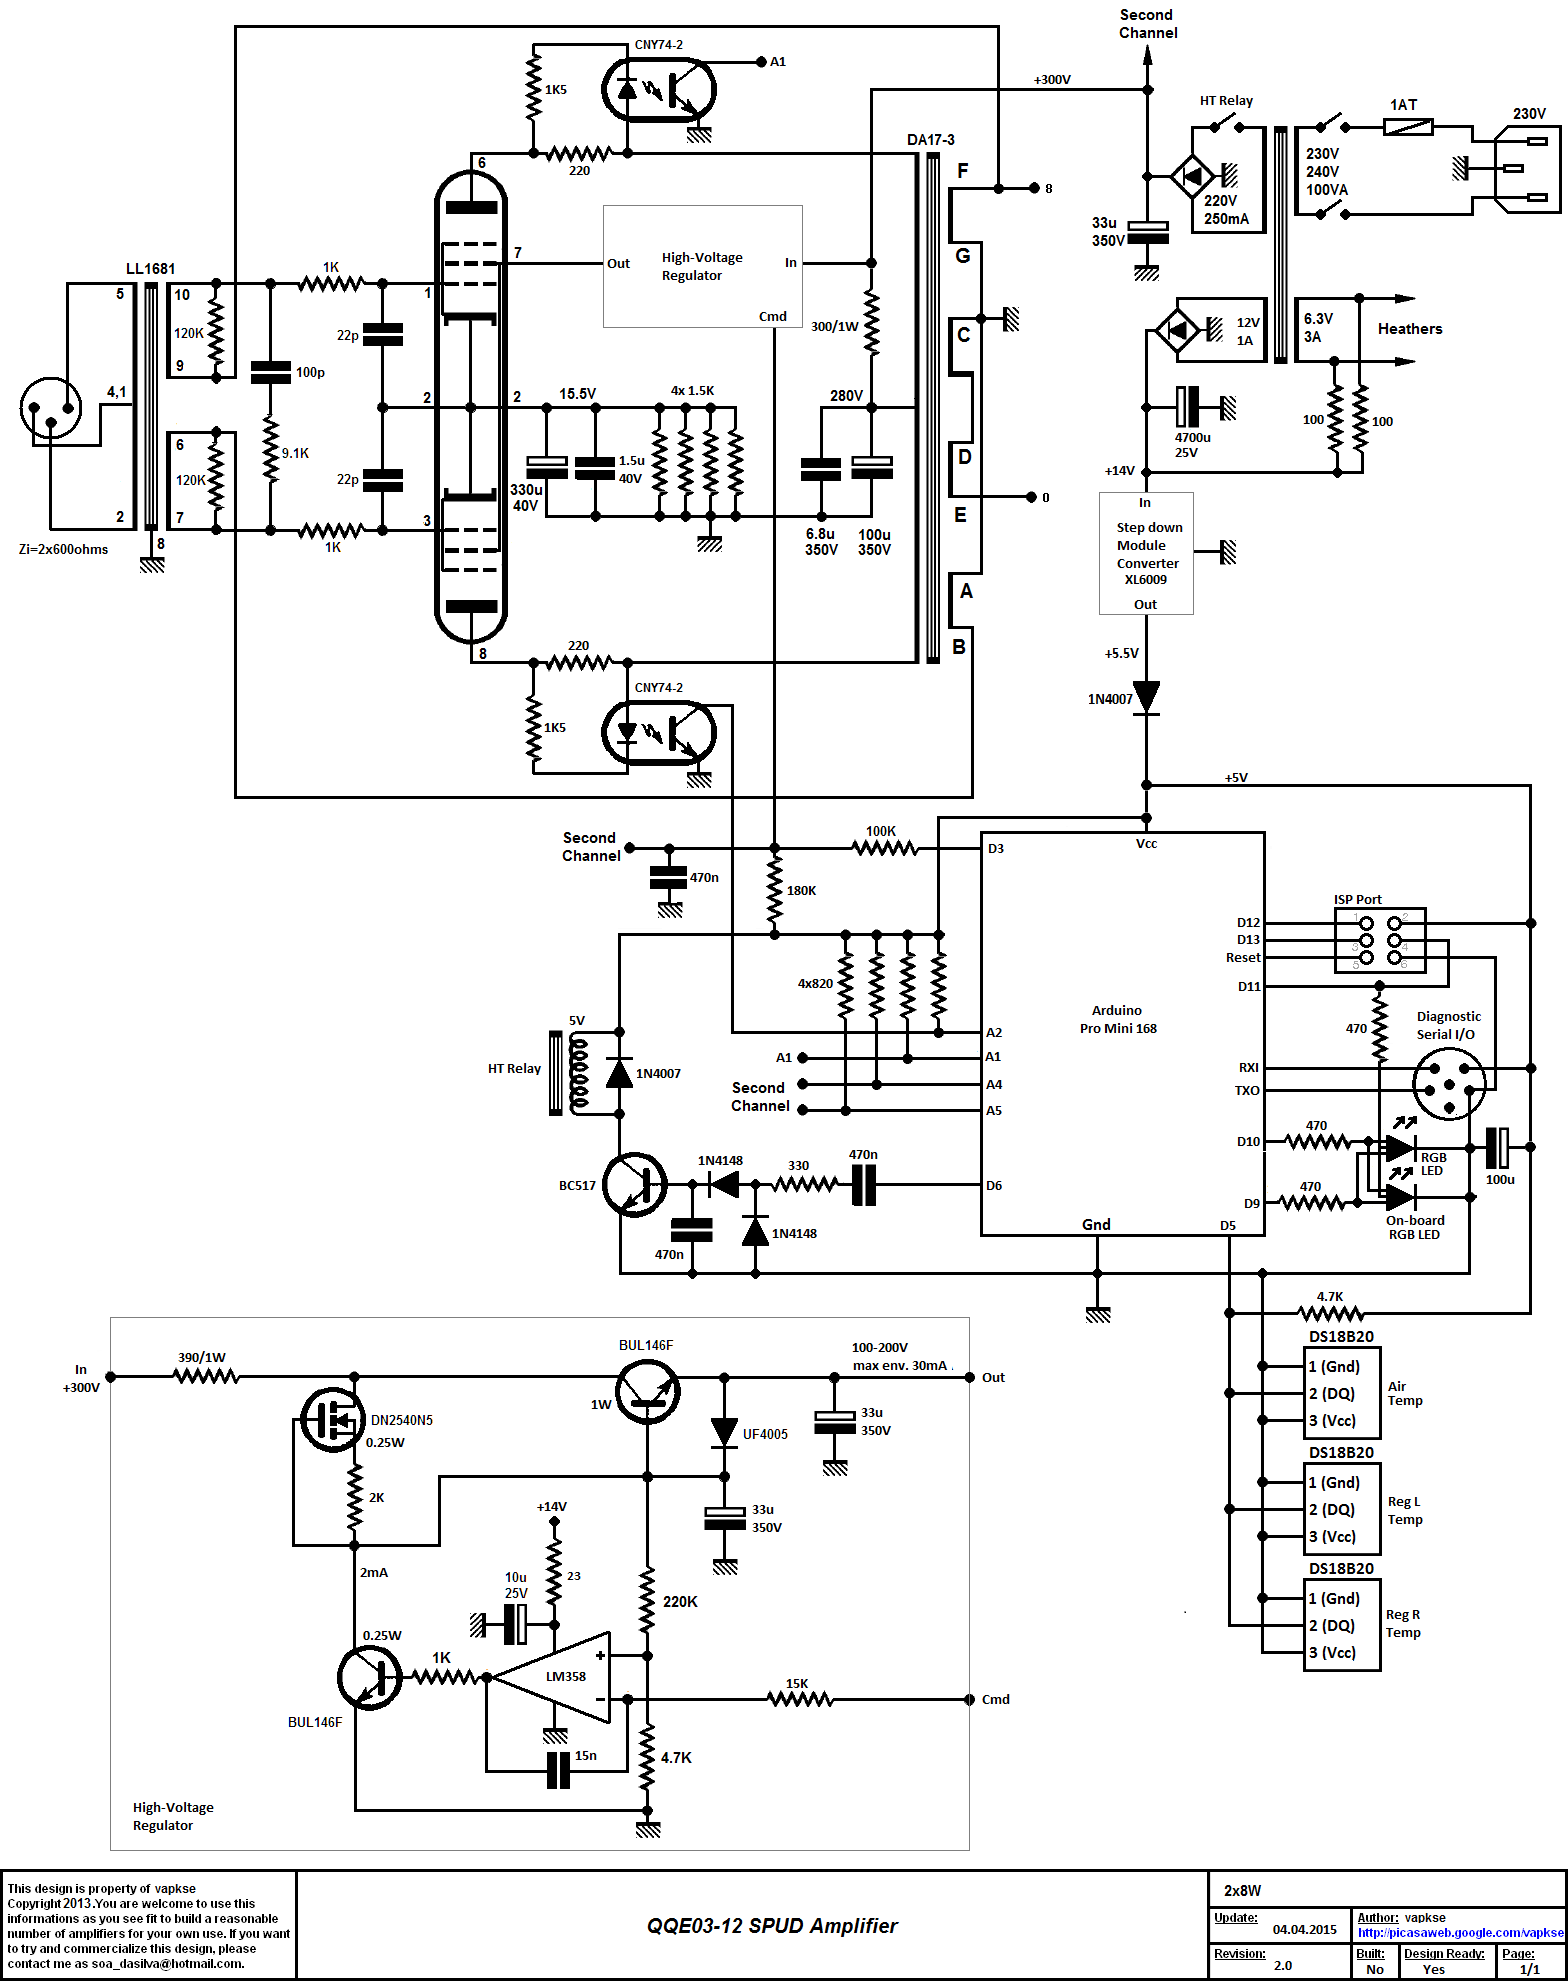 Second
Channel
CNY74-2
A1
1K5
220
+300V
HT Relay
1AT
230V
230V
240V
100VA
220V
250mA
33u
350V
DA17-3
F
8
G
C
D
0
E
A
B
6
7
Out
High-Voltage
Regulator
In
Cmd
300/1W
LL1681
5
10
120K
9
1K
1
22p
100p
4,1
2
2
15.5V
4x 1.5K
280V
6
120K
9.1K
22p
1.5u
40V
330u
40V
6.8u
350V
100u
350V
2
7
3
1K
8
Zi=2x600ohms
12V
1A
6.3V
3A
Heathers
100
100
4700u
25V
+14V
In
Step down
Module
Converter
XL6009
Out
+5.5V
1N4007
+5V
8
220
CNY74-2
1K5
Second
Channel
470n
100K
180K
D3
Vcc
4x820
Arduino
Pro Mini 168
D12
D13
Reset
D11
RXI
TXO
D10
D9
D5
Gnd
A2
A1
A4
A5
D6
ISP Port
1
2
3
4
5
6
470
Diagnostic
Serial I/O
470
470
RGB
LED
On-board
RGB LED
100u
5V
HT Relay
1N4007
A1
Second
Channel
BC517
1N4148
330
470n
470n
1N4148
4.7K
DS18B20
1 (Gnd)
2 (DQ)
3 (Vcc)
Air
Temp
DS18B20
1 (Gnd)
2 (DQ)
3 (Vcc)
Reg L
Temp
DS18B20
1 (Gnd)
2 (DQ)
3 (Vcc)
Reg R
Temp
In
+300V
390/1W
BUL146F
1W
100-200V
max env. 30mA .
Out
DN2540N5
0.25W
2K
UF4005
33u
350V
33u
350V
+14V
23
10u
25V
2mA
220K
0.25W
1K
LM358
+
−
15K
Cmd
BUL146F
15n
4.7K
High-Voltage
Regulator
This design is property of vapkse
Copyright 2013.You are welcome to use this
informations as you see fit to build a reasonable
number of amplifiers for your own use. If you want
to try and commercialize this design, please
contact me as soa_dasilva@hotmail.com.
QQE03-12 SPUD Amplifier
2x8W
Update:
04.04.2015
Author: vapkse
http://picasaweb.google.com/vapkse
Revision:
2.0
Built:
No
Design Ready:
Yes
Page:
1/1